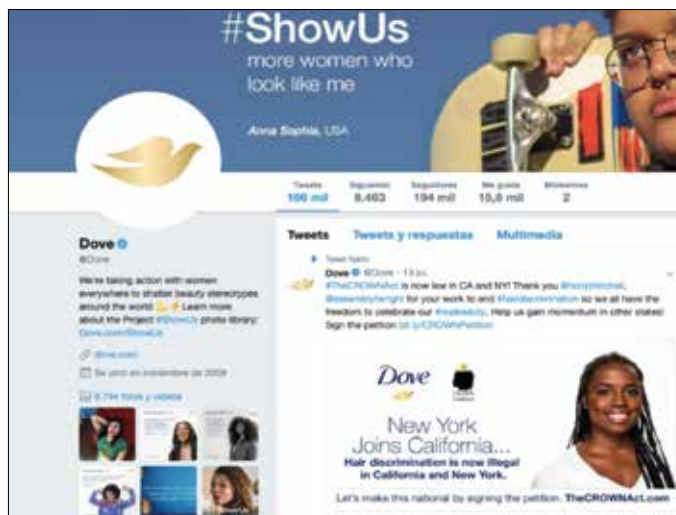 #ShowUs
more women who
look like me
Anna Sophia, USA
Tweets
166 mil
Siguiendo
8.463
Seguidores
194 mil
Me gusta
15,8 mil
Momentos
2
Dove
@Dove
We're taking action with women
everywhere to shatter beauty stereotypes
around the world Learn more
about the Project #ShowUs photo library:
Dove.com/ShowUs
dove.com
Se unió en noviembre de 2009
8.794 fotos y vídeos
Tweets Tweets y respuestas Multimedia
Tweet fijado
Dove @Dove · 13 jul.
#TheCROWNAct is now law in CA and NY! Thank you
for your work to end #hairdiscrimination so we all have the
freedom to celebrate our #realbeauty. Help us gain momentum in other states!
Sign the petition
Dove
New York
Joins California...
Hair discrimination is now illegal
in California and New York.
Let's make this national by signing the petition. TheCROWNAct.com